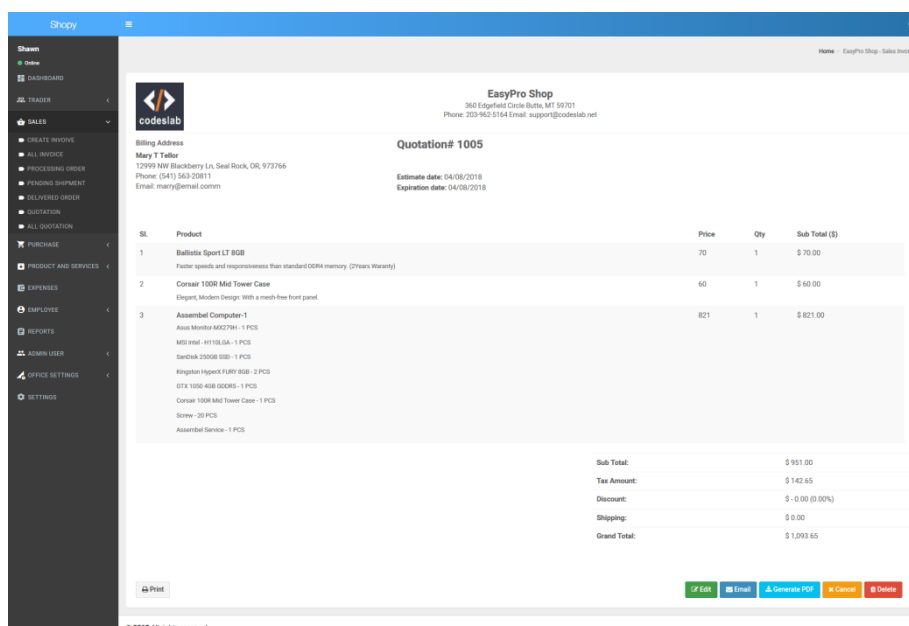 Shopy
Shawn
Online
Home - EasyPro Shop - Sales Invoi
DASHBOARD
TRADER
SALES
CREATE INVOIVE
ALL INVOICE
PROCESSING ORDER
PENDING SHIPMENT
DELIVERED ORDER
QUOTATION
ALL QUOTATION
PURCHASE
PRODUCT AND SERVICES
EXPENSES
EMPLOYEE
REPORTS
ADMIN USER
OFFICE SETTINGS
SETTINGS
codeslab
EasyPro Shop
360 Edgefield Circle Butte, MT 59701
Phone: 203-962-5164 Email: support@codeslab.net
Billing Address
Mary T Tellor
12999 NW Blackberry Ln, Seal Rock, OR, 973766
Phone: (541) 563-20811
Email: marry@email.comm
Quotation# 1005
Estimate date: 04/08/2018
Expiration date: 04/08/2018
SL. Product Price Qty Sub Total ($)
1 Ballistix Sport LT 8GB 70 1 $ 70.00
Faster speeds and responsiveness than standard DDR4 memory. (2Years Waranty)
2 Corsair 100R Mid Tower Case 60 1 $ 60.00
Elegant, Modern Design: With a mesh-free front panel.
3 Assembel Computer-1 821 1 $ 821.00
Asus Monitor-MX279H - 1 PCS
MSI Intel - H110LGA - 1 PCS
SanDisk 250GB SSD - 1 PCS
Kingston HyperX FURY 8GB - 2 PCS
GTX 1050 4GB GDDR5 - 1 PCS
Corsair 100R Mid Tower Case - 1 PCS
Screw - 20 PCS
Assembel Service - 1 PCS
Sub Total: $ 951.00
Tax Amount: $ 142.65
Discount: $ - 0.00 (0.00%)
Shipping: $ 0.00
Grand Total: $ 1,093.65
Print
Edit Email Generate PDF Cancel Delete